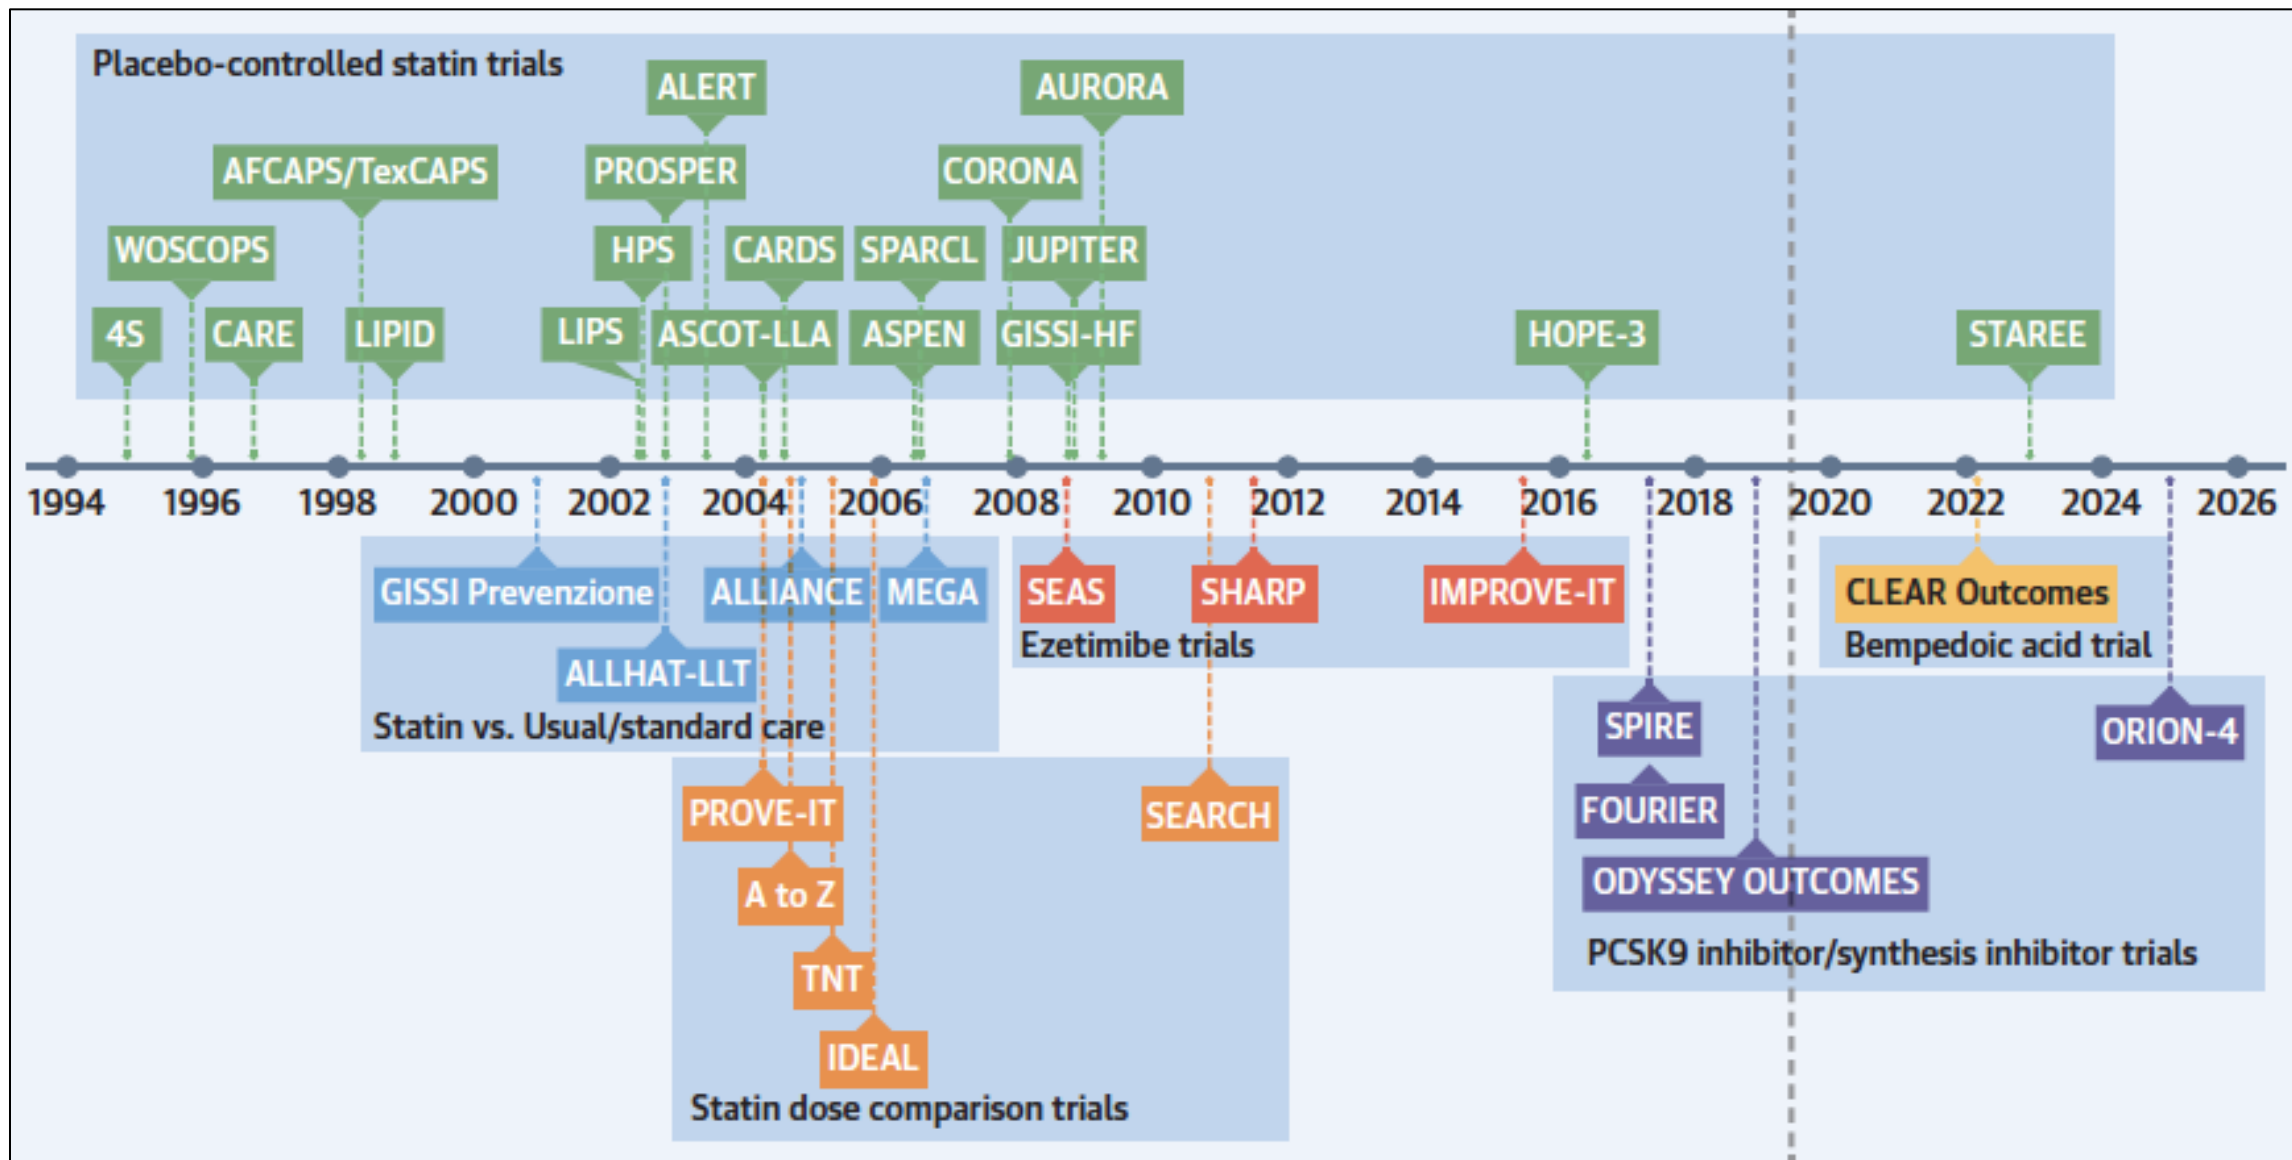 Placebo-controlled statin trials
ALERT
AURORA
AFCAPS/TexCAPS
PROSPER
CORONA
WOSCOPS
HPS
CARDS
SPARCL
JUPITER
4S
CARE
LIPID
LIPS
ASCOT-LLA
ASPEN
GISSI-HF
HOPE-3
STAREE
1994 1996 1998 2000 2002 2004 2006 2008 2010 2012 2014 2016 2018 2020 2022 2024 2026
GISSI Prevenzione
ALLIANCE
MEGA
ALLHAT-LLT
Statin vs. Usual/standard care
SEAS
SHARP
IMPROVE-IT
Ezetimibe trials
CLEAR Outcomes
Bempedoic acid trial
PROVE-IT
SEARCH
A to Z
TNT
IDEAL
Statin dose comparison trials
SPIRE
ORION-4
FOURIER
ODYSSEY OUTCOMES
PCSK9 inhibitor/synthesis inhibitor trials